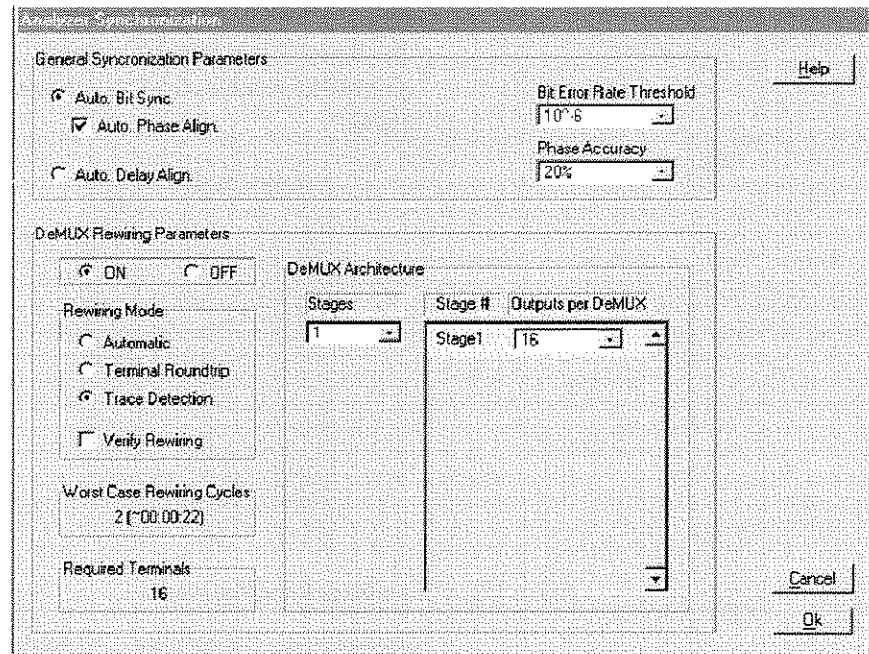 Analyzer Synchronization
General Syncronization Parameters
Help
Auto. Bit Sync.
Auto. Phase Align.
Auto. Delay Align.
Bit Error Rate Threshold
10^-6
Phase Accuracy
20%
DeMUX Rewiring Parameters
ON OFF
Rewiring Mode
Automatic
Terminal Roundtrip
Trace Detection
Verify Rewiring
Worst Case Rewiring Cycles
2 (~00:00:22)
Required Terminals
16
DeMUX Architecture
Stages
1
Stage # Outputs per DeMUX
Stage1 16
Cancel
Ok